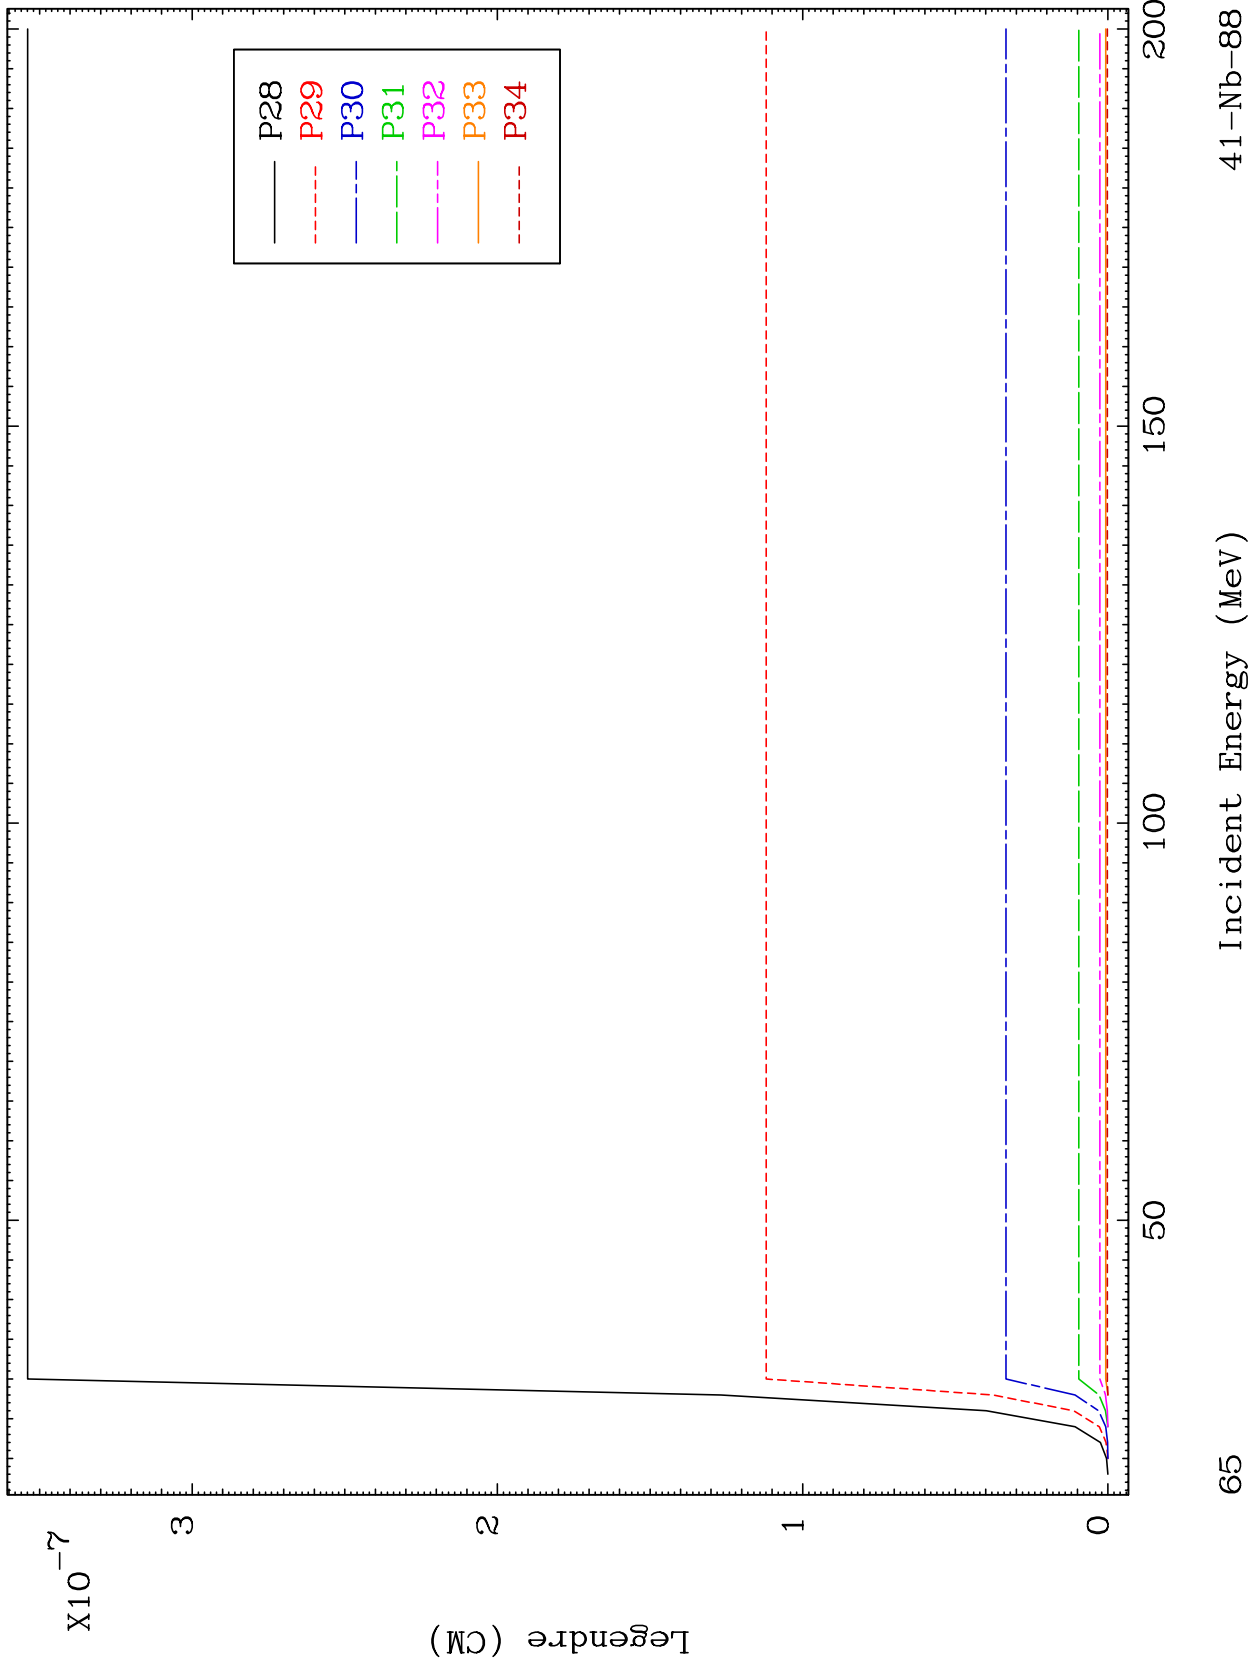 X10⁻⁷
3
2
1
0
Legendre (CM)
P28
P29
P30
P31
P32
P33
P34
50
100
150
200
Incident Energy (MeV)
65
41-Nb-88